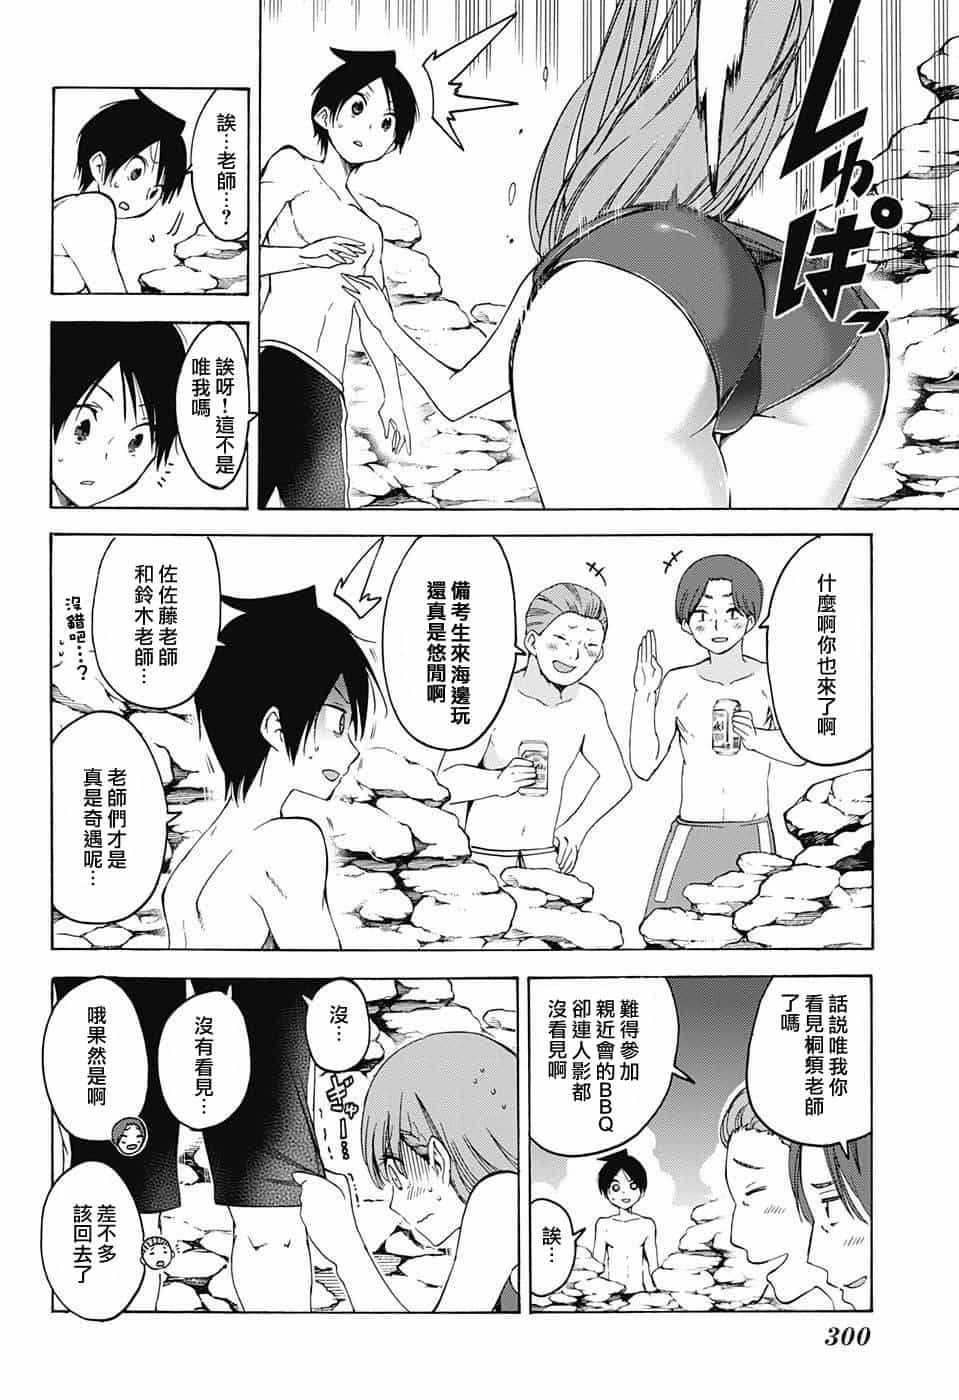 しゅ
ぱっ
誒…老師…?
誒呀!這不是
唯我嗎
什麼啊你也來了啊
備考生來海邊玩
還真是悠閒啊
佐佐藤老師
和鈴木老師…
沒錯吧…?
老師們才是
真是奇遇呢…
話說唯我你
看見桐須老師
了嗎
難得參加
親近會的BBQ
卻連人影都
沒看見啊
誒…
沒…
ぎゅー…
沒有看見…
哦果然是啊
差不多
該回去了
300